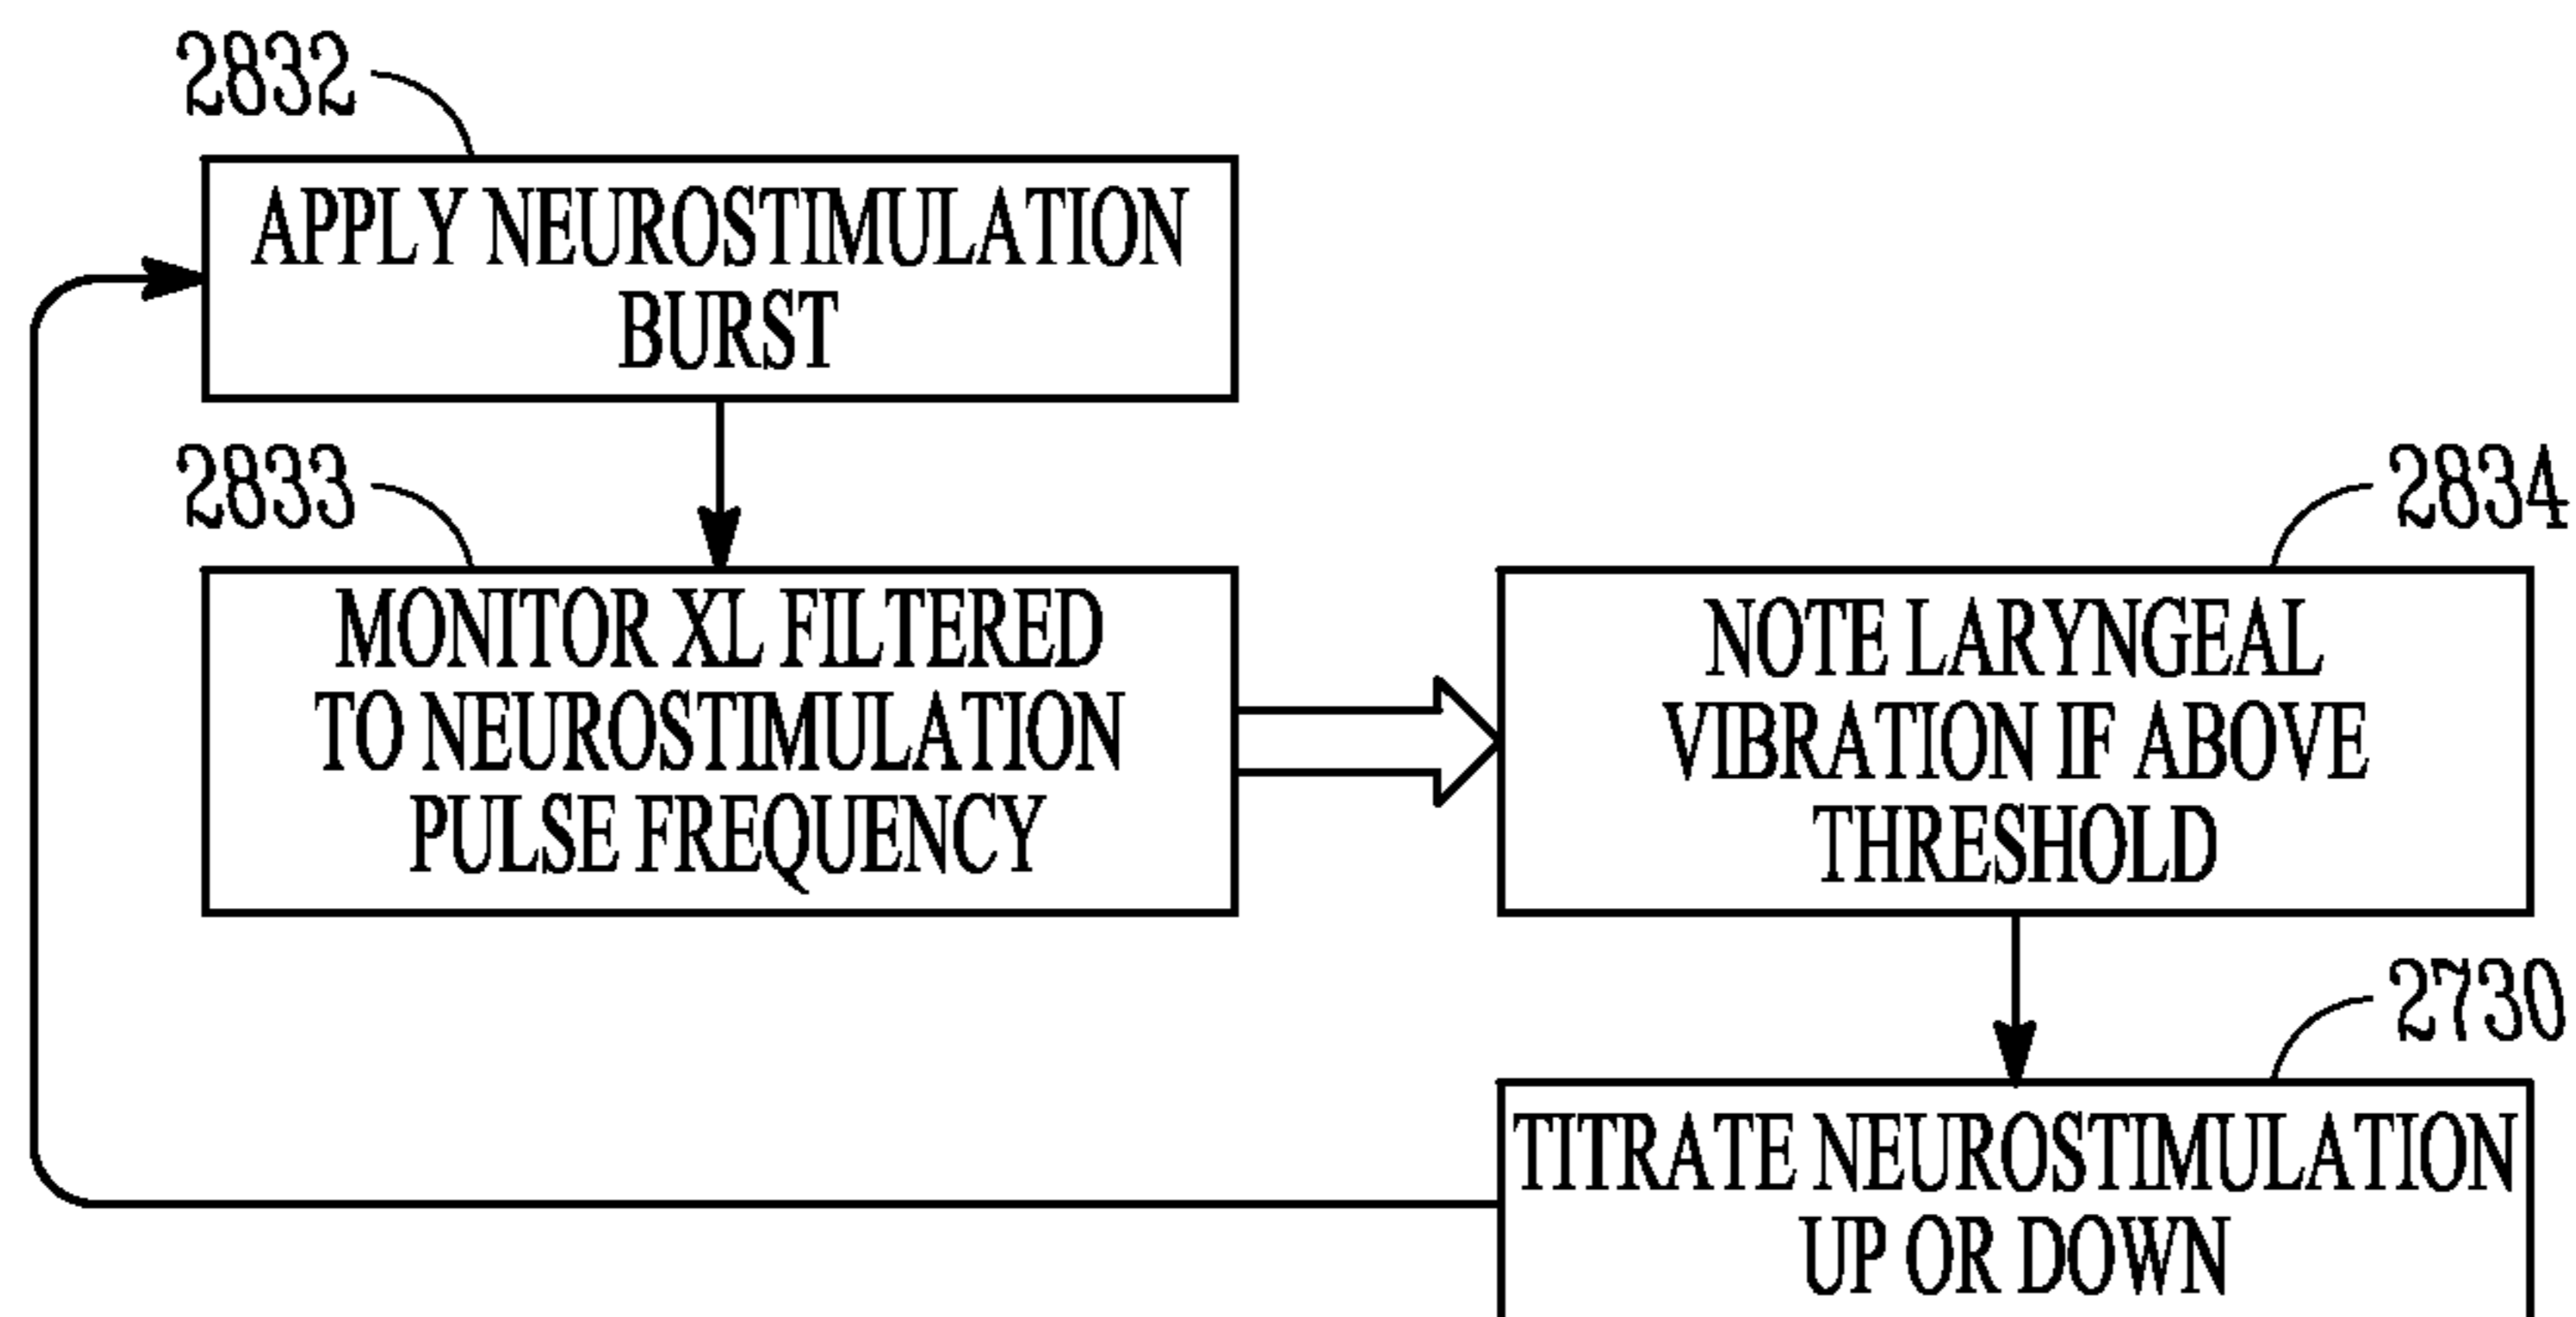 2832
APPLY NEUROSTIMULATION
BURST
2833
MONITOR XL FILTERED
TO NEUROSTIMULATION
PULSE FREQUENCY
2834
NOTE LARYNGEAL
VIBRATION IF ABOVE
THRESHOLD
2730
TITRATE NEUROSTIMULATION
UP OR DOWN